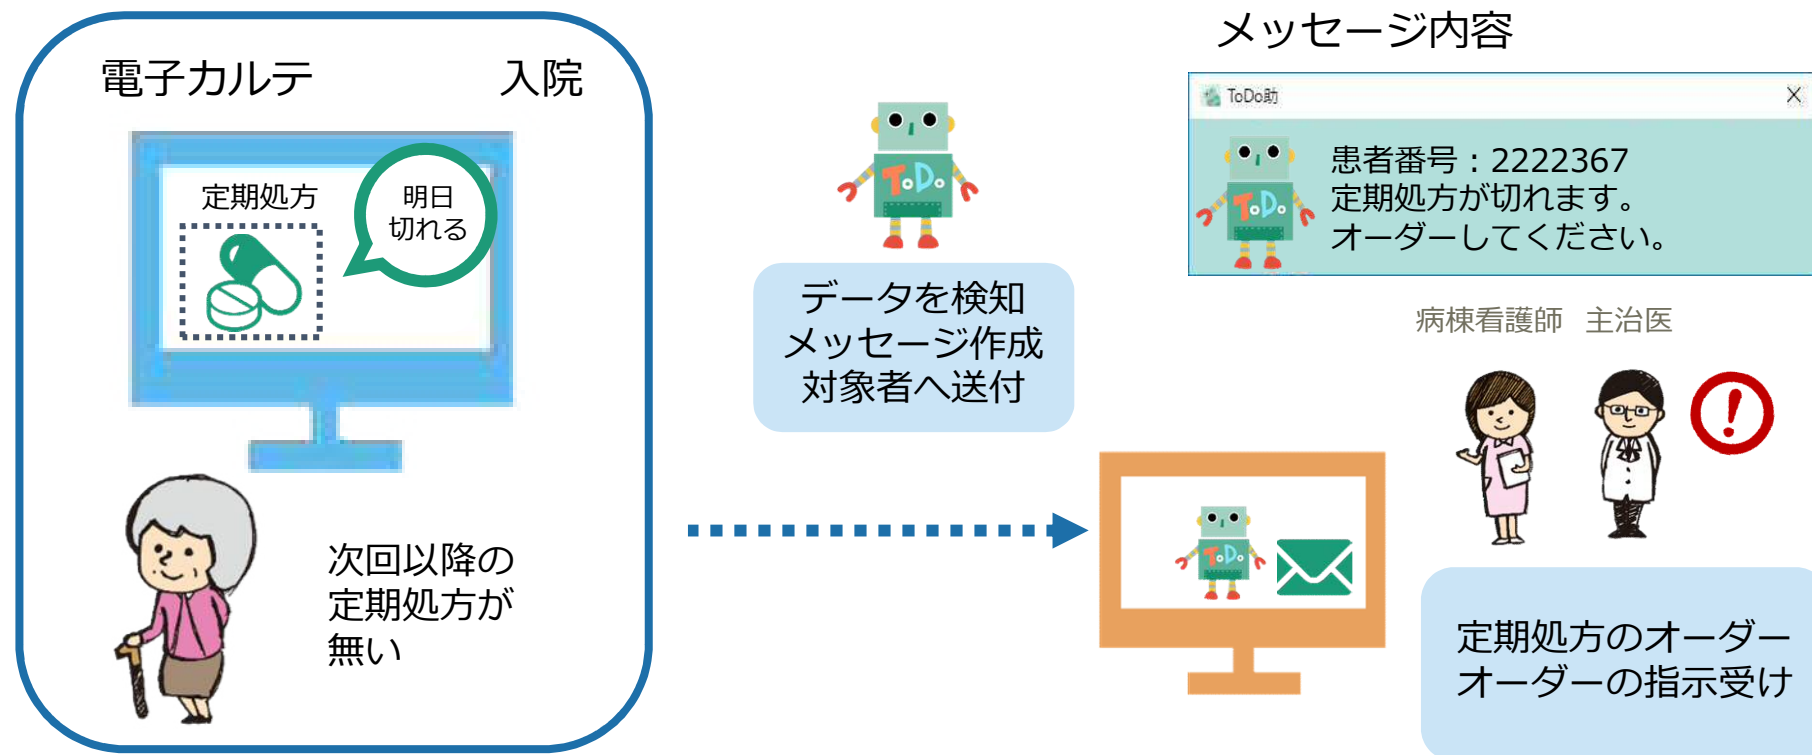 電子カルテ
入院
定期処方
明日
切れる
次回以降の
定期処方が
無い
ToDo
データを検知
メッセージ作成
対象者へ送付
メッセージ内容
ToDo助
X
ToDo
患者番号：2222367
定期処方が切れます。
オーダーしてください。
病棟看護師 主治医
!
ToDo
定期処方のオーダー
オーダーの指示受け